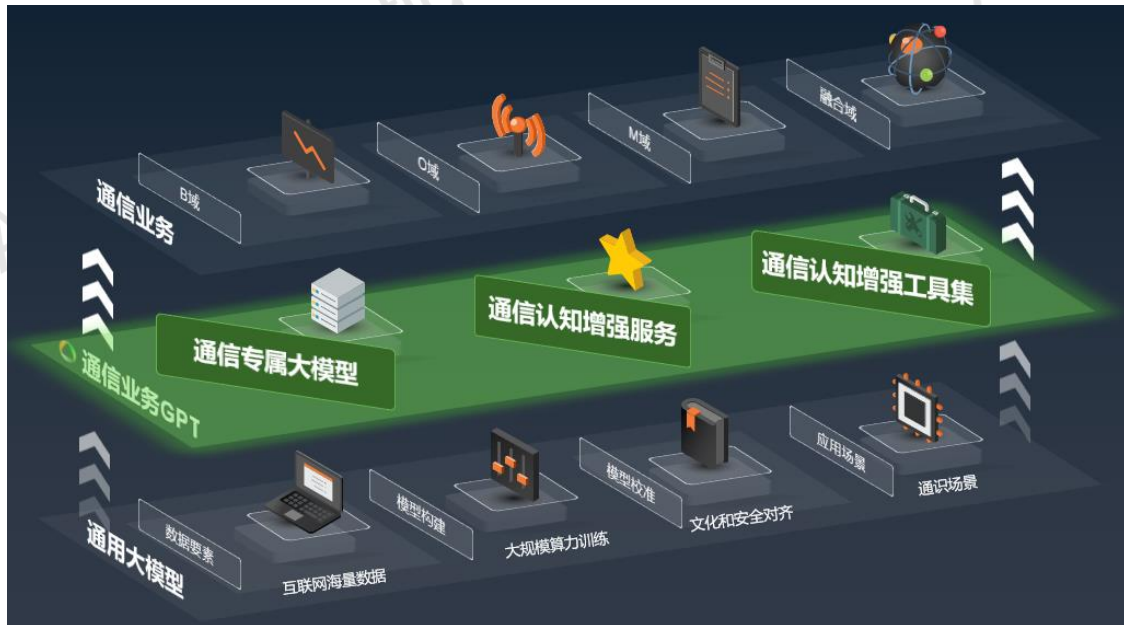 融合域
M域
O域
B域
通信业务
通信认知增强工具集
通信认知增强服务
通信专属大模型
通信业务GPT
应用场景
通识场景
模型校准
文化和安全对齐
模型构建
大规模算力训练
数据要素
互联网海量数据
通用大模型